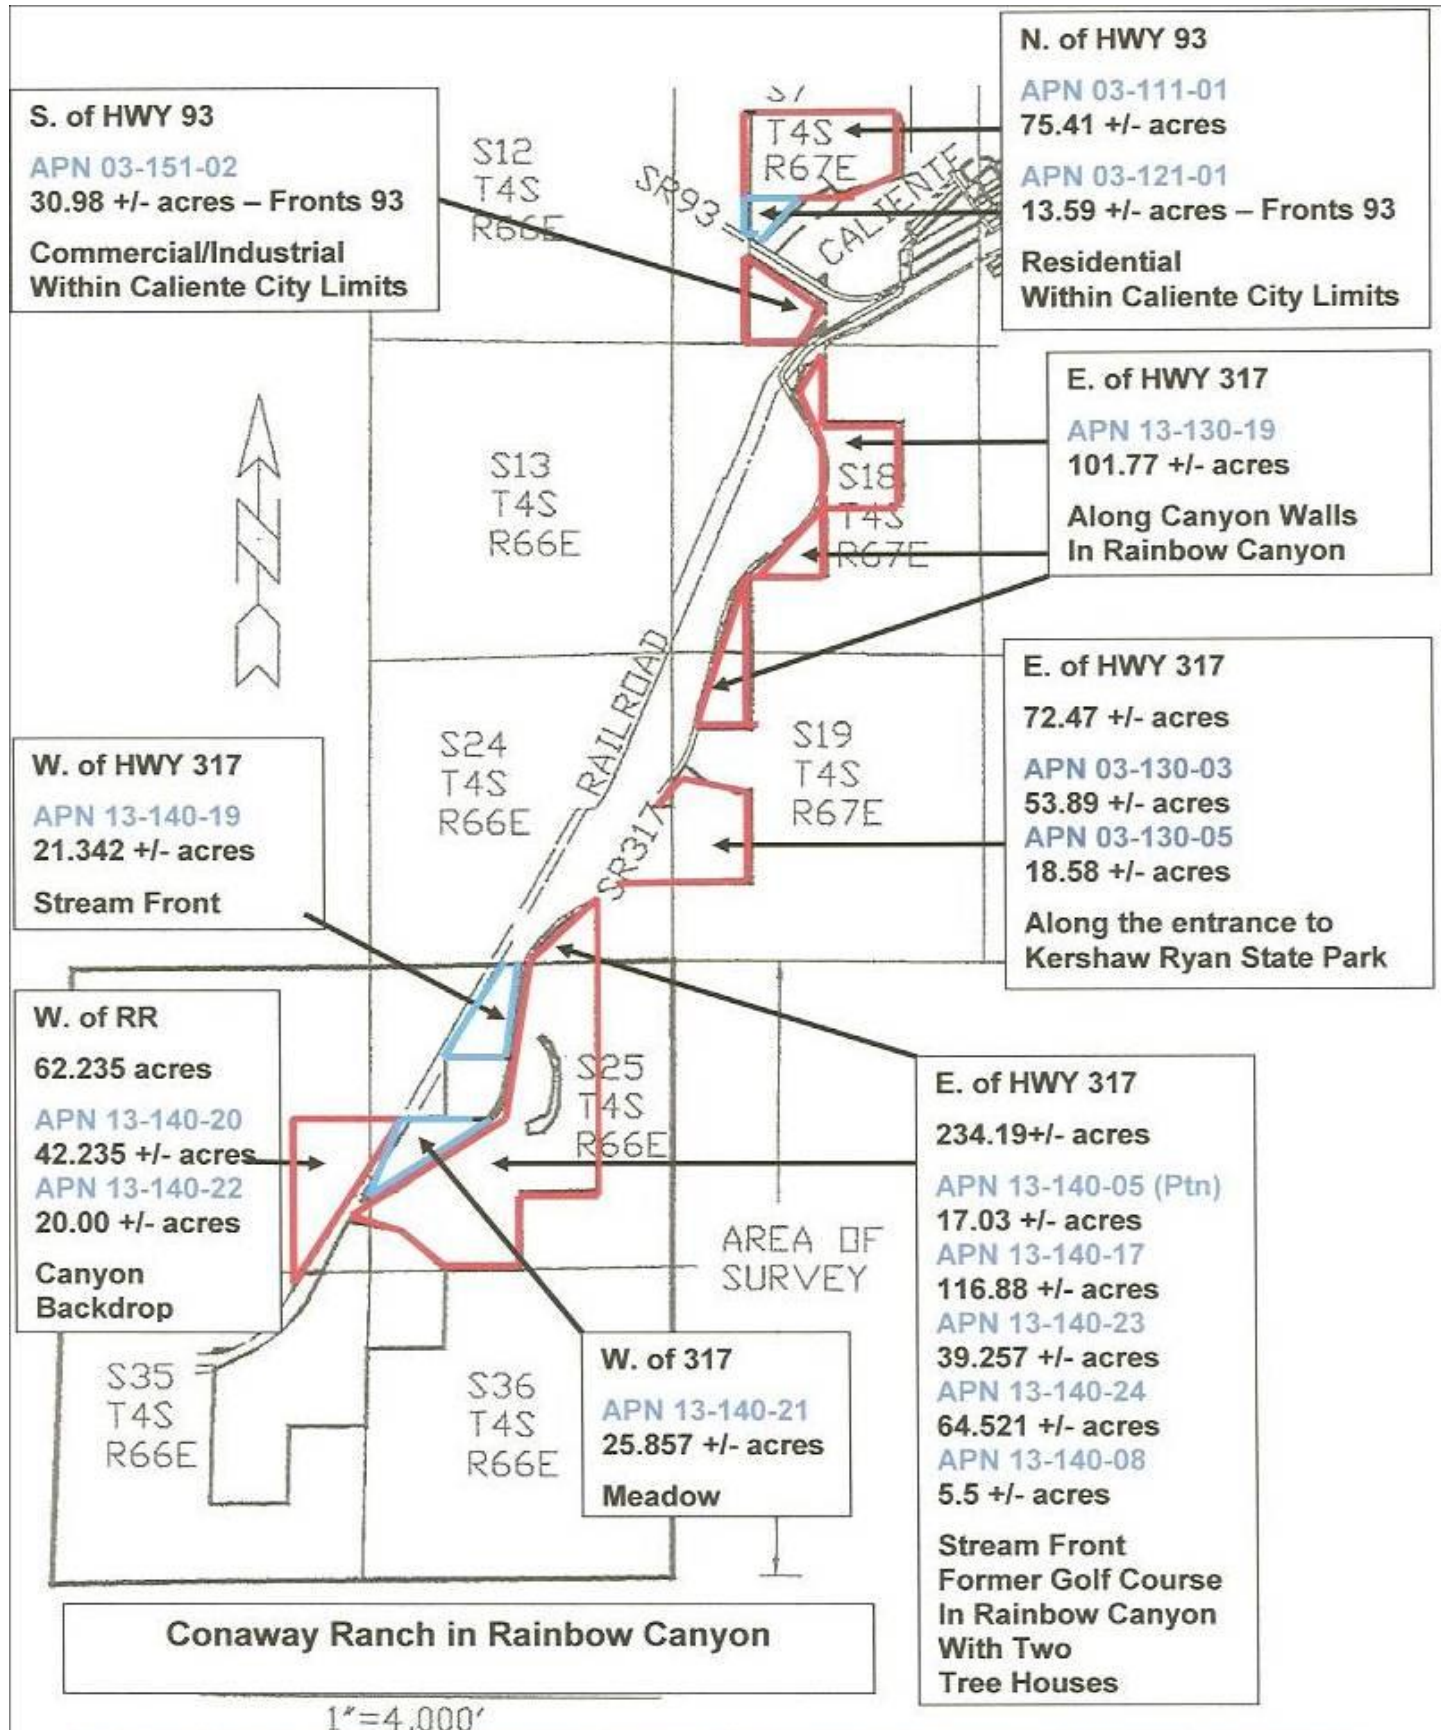 N. of HWY 93
APN 03-111-01
75.41 +/- acres
APN 03-121-01
13.59 +/- acres – Fronts 93
Residential
Within Caliente City Limits
S. of HWY 93
APN 03-151-02
30.98 +/- acres – Fronts 93
Commercial/Industrial
Within Caliente City Limits
S7
T4S
R67E
S12
T4S
R66E
SR93
CALIENTE
E. of HWY 317
APN 13-130-19
101.77 +/- acres
Along Canyon Walls
In Rainbow Canyon
N
S13
T4S
R66E
S18
T4S
R67E
RAILROAD
E. of HWY 317
72.47 +/- acres
APN 03-130-03
53.89 +/- acres
APN 03-130-05
18.58 +/- acres
Along the entrance to
Kershaw Ryan State Park
S24
T4S
R66E
S19
T4S
R67E
SR317
W. of HWY 317
APN 13-140-19
21.342 +/- acres
Stream Front
W. of RR
62.235 acres
APN 13-140-20
42.235 +/- acres
APN 13-140-22
20.00 +/- acres
Canyon
Backdrop
S25
T4S
R66E
E. of HWY 317
234.19+/- acres
APN 13-140-05 (Ptn)
17.03 +/- acres
APN 13-140-17
116.88 +/- acres
APN 13-140-23
39.257 +/- acres
APN 13-140-24
64.521 +/- acres
APN 13-140-08
5.5 +/- acres
Stream Front
Former Golf Course
In Rainbow Canyon
With Two
Tree Houses
AREA OF
SURVEY
W. of 317
APN 13-140-21
25.857 +/- acres
Meadow
S35
T4S
R66E
S36
T4S
R66E
Conaway Ranch in Rainbow Canyon
1"=4,000'